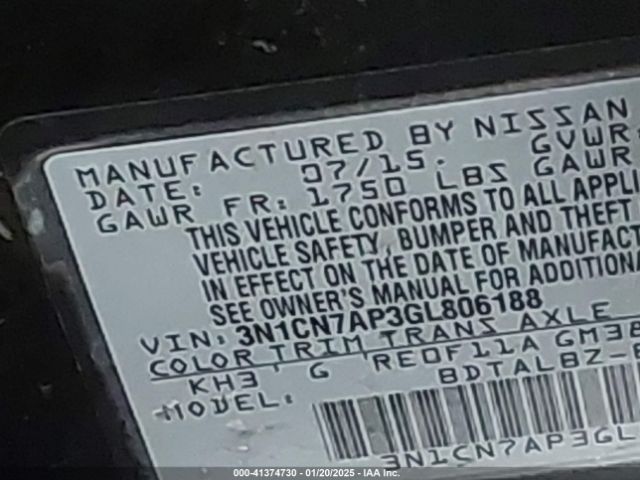 MANUFACTURED BY NISSAN
DATE: 07/15. GVWR
GAWR FR: 1750 LBS GAWR
THIS VEHICLE CONFORMS TO ALL APPLI
VEHICLE SAFETY, BUMPER AND THEFT
IN EFFECT ON THE DATE OF MANUFACT
SEE OWNER'S MANUAL FOR ADDITIONA
VIN: 3N1CN7AP3GL806188
COLOR TRIM TRANS AXLE
KH3 G RE0F11A GM38
MODEL: BDTALBZ-E
3N1CN7AP3GL
000-41374730 - 01/20/2025 - IAA Inc.